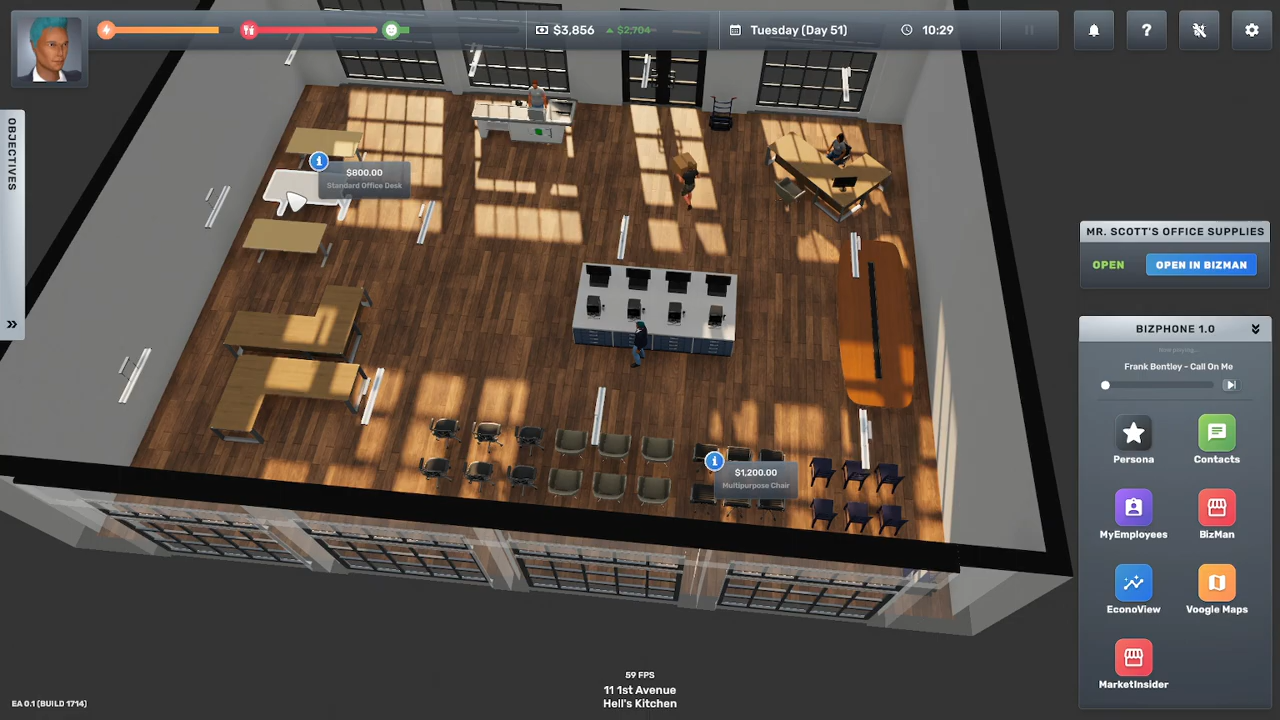 $3,856
$2,704
Tuesday (Day 51)
10:29
?
OBJECTIVES
»
i
$800.00
Standard Office Desk
MR. SCOTT'S OFFICE SUPPLIES
OPEN
OPEN IN BIZMAN
BIZPHONE 1.0
Now playing...
Frank Bentley - Call On Me
Persona
Contacts
MyEmployees
BizMan
EconoView
Voogle Maps
MarketInsider
i
$1,200.00
Multipurpose Chair
59 FPS
11 1st Avenue
Hell's Kitchen
EA 0.1 (BUILD 1714)